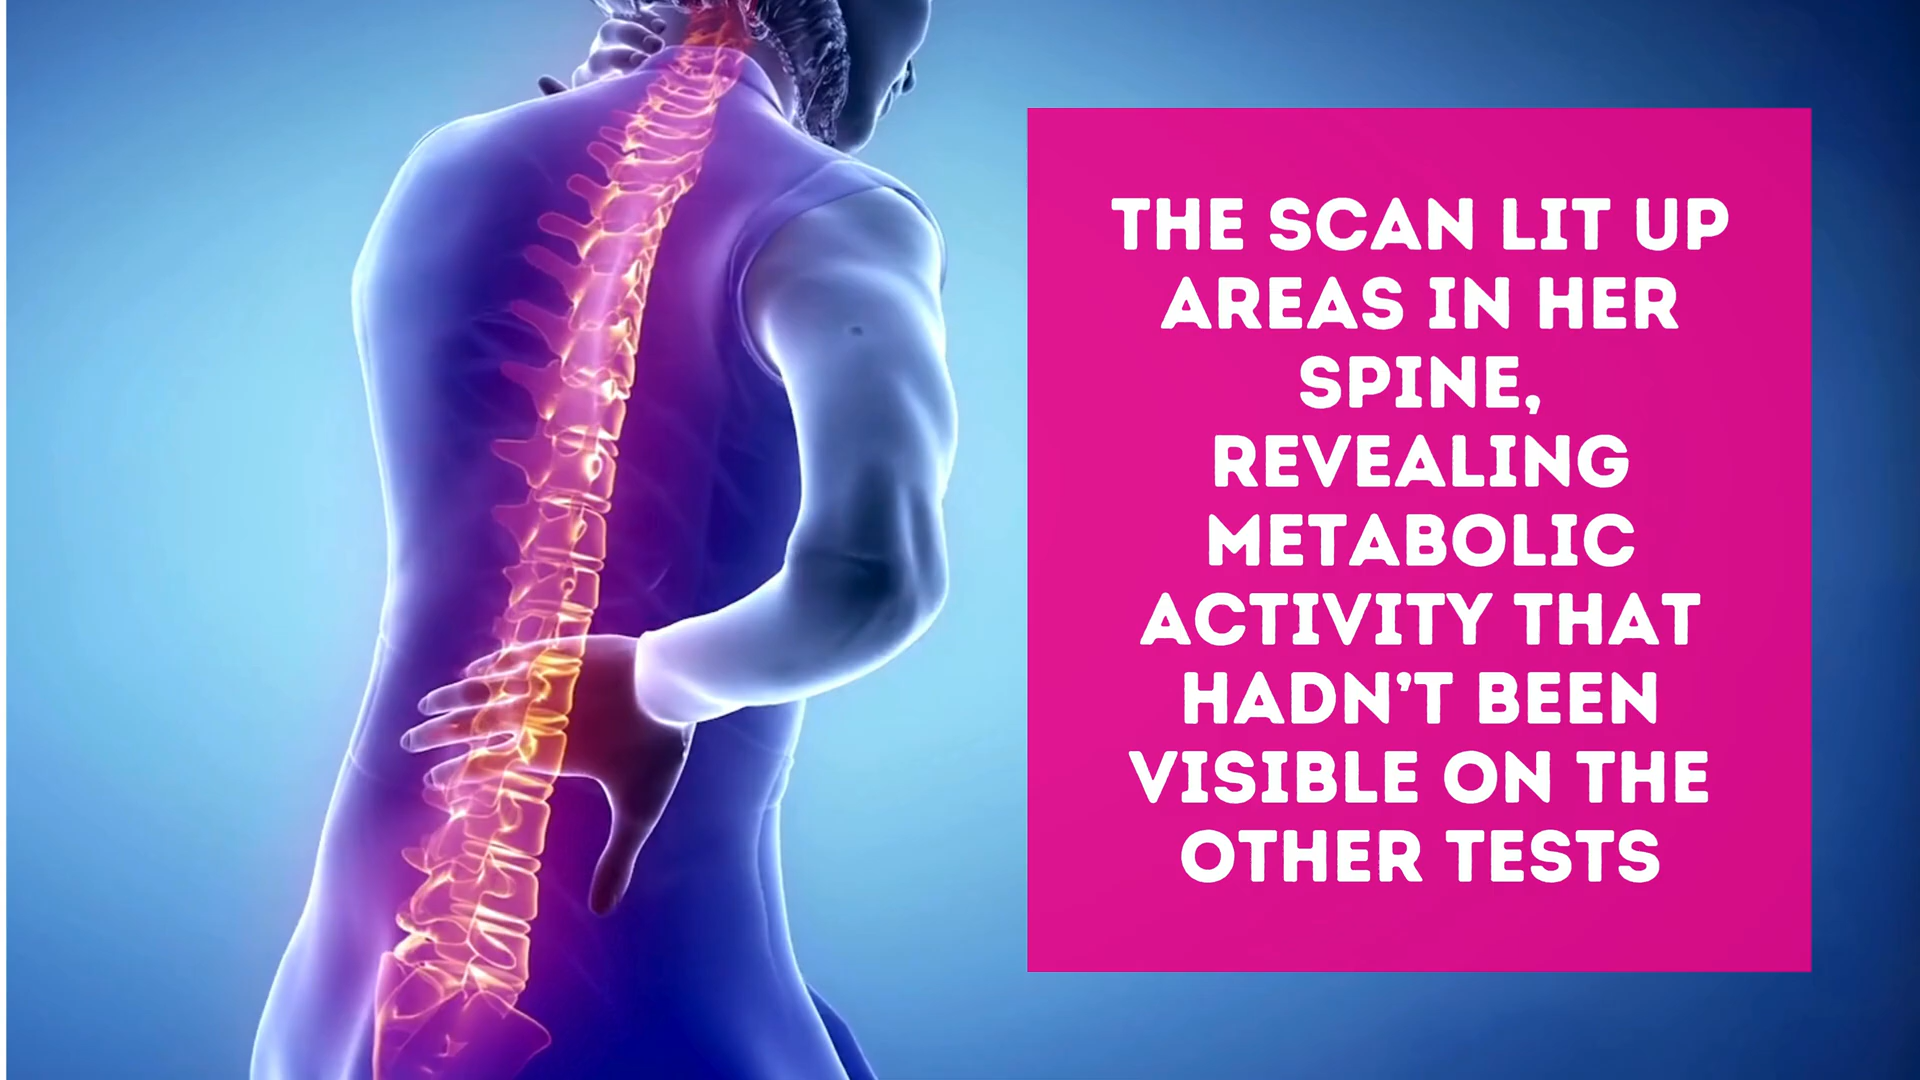 THE SCAN LIT UP
AREAS IN HER
SPINE,
REVEALING
METABOLIC
ACTIVITY THAT
HADN’T BEEN
VISIBLE ON THE
OTHER TESTS